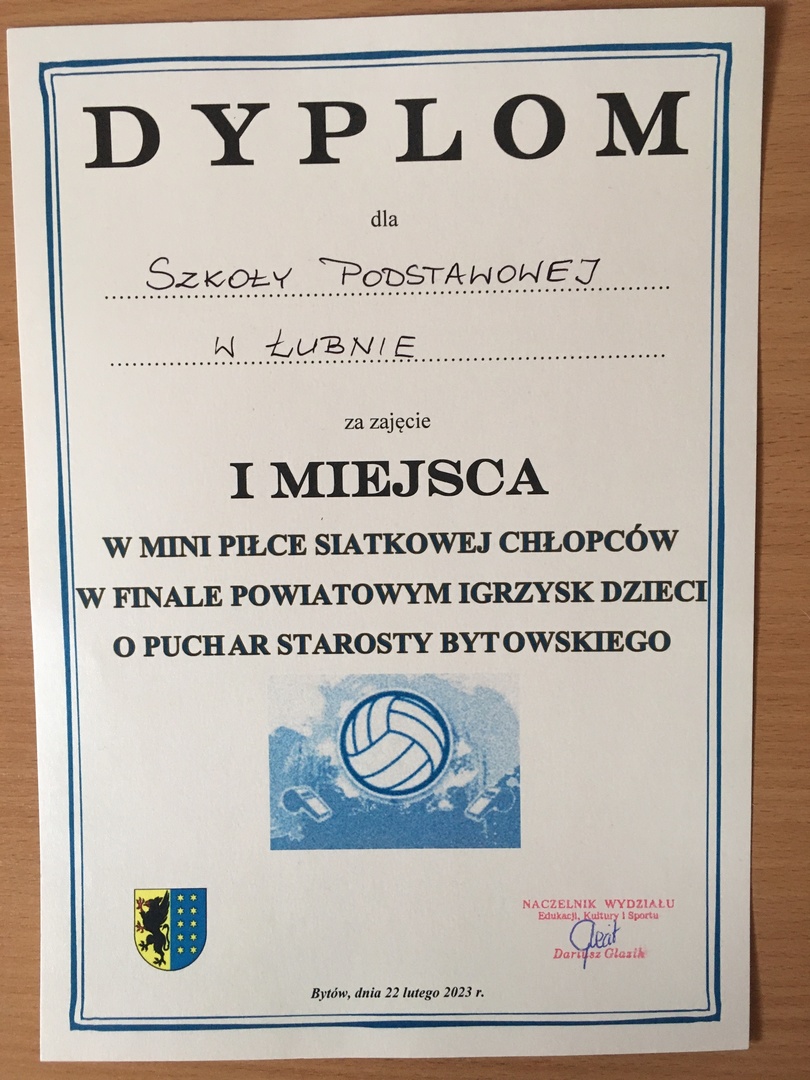 DYPLOM
dla
SZKOŁY PODSTAWOWEJ
W ŁUBNIE
za zajęcie
I MIEJSCA
W MINI PIŁCE SIATKOWEJ CHŁOPCÓW
W FINALE POWIATOWYM IGRZYSK DZIECI
O PUCHAR STAROSTY BYTOWSKIEGO
NACZELNIK WYDZIAŁU
Edukacji, Kultury i Sportu
Dariusz Glazik
Bytów, dnia 22 lutego 2023 r.